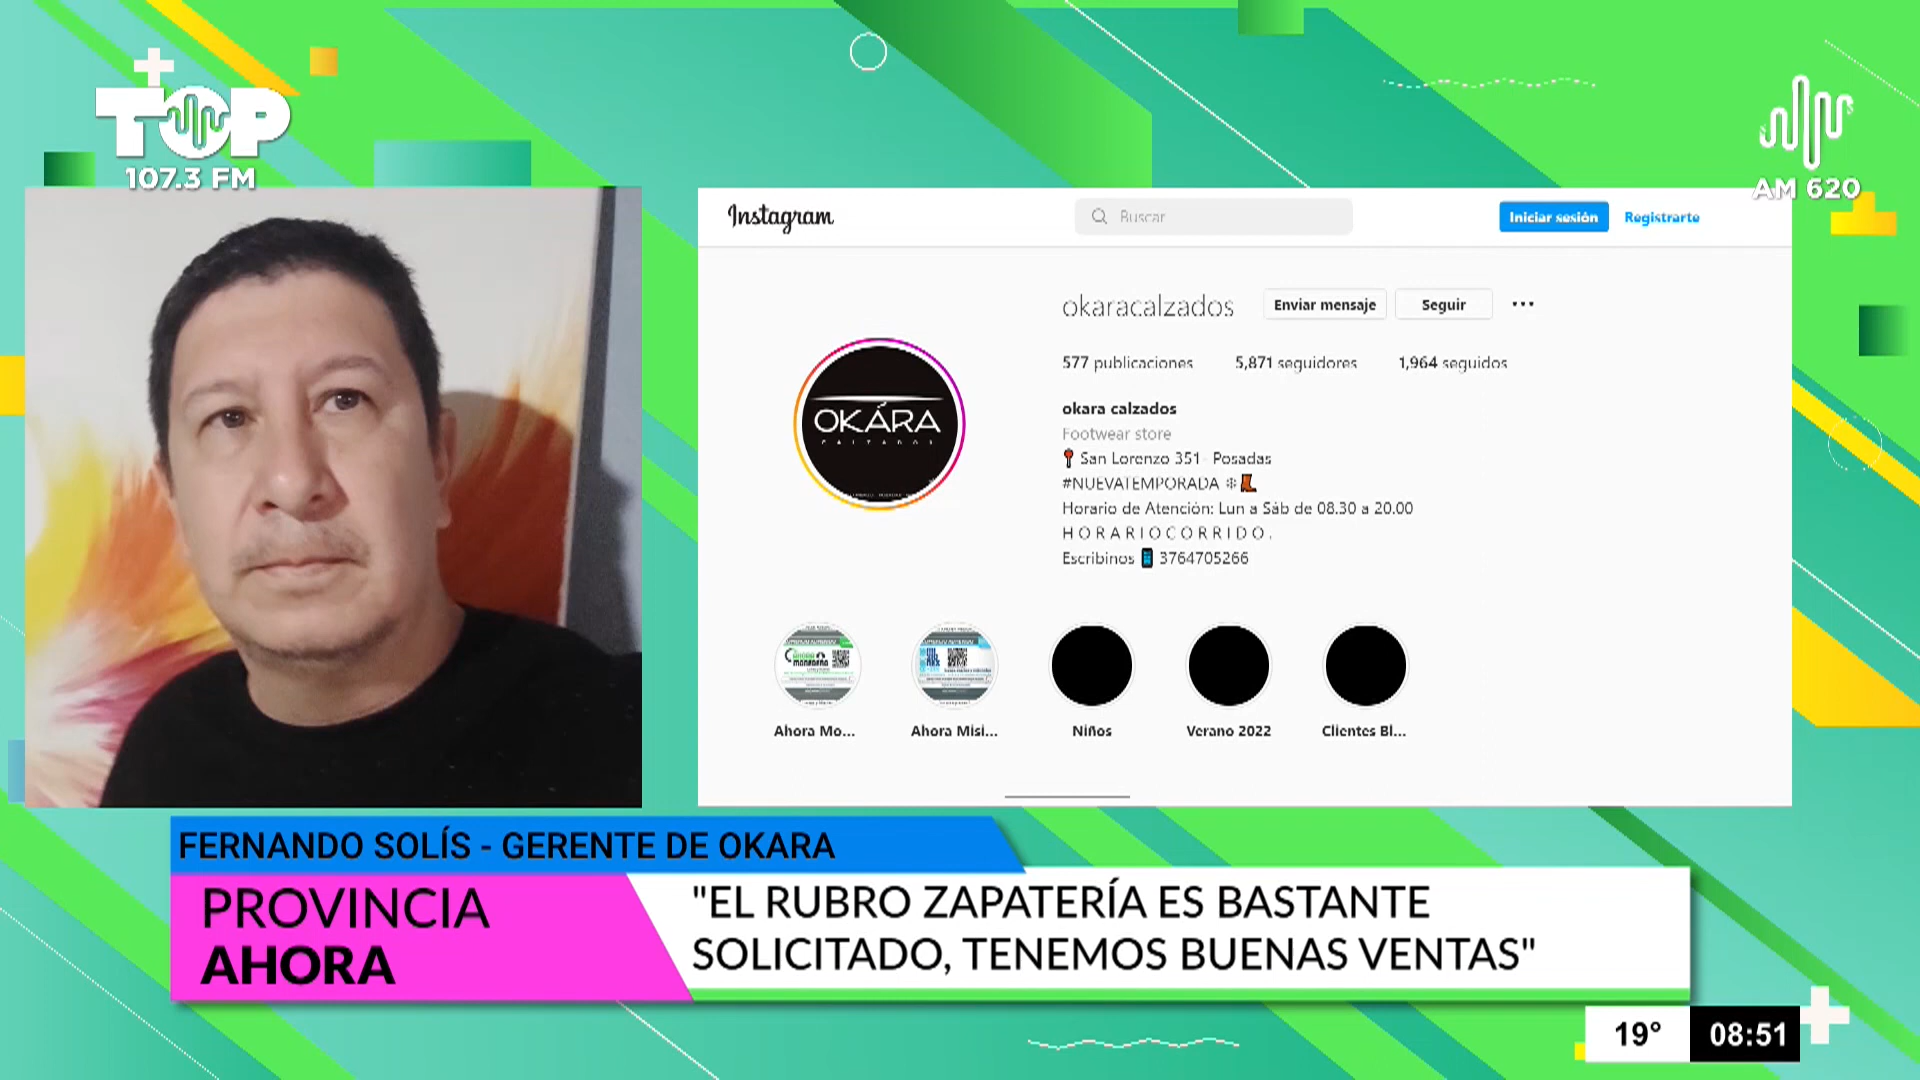 TOP
107.3 FM
AM 620
Instagram
Buscar
Iniciar sesión
Registrarte
okaracalzados
Enviar mensaje
Seguir
577 publicaciones
5,871 seguidores
1,964 seguidos
OKÁRA
CALZADOS
okara calzados
Footwear store
San Lorenzo 351 - Posadas
#NUEVATEMPORADA
Horario de Atención: Lun a Sáb de 08.30 a 20.00
H O R A R I O C O R R I D O .
Escribinos 3764705266
Ahora Mo...
Ahora Misi...
Niños
Verano 2022
Clientes Bl...
FERNANDO SOLÍS - GERENTE DE OKARA
PROVINCIA
AHORA
"EL RUBRO ZAPATERÍA ES BASTANTE
SOLICITADO, TENEMOS BUENAS VENTAS"
19°
08:51